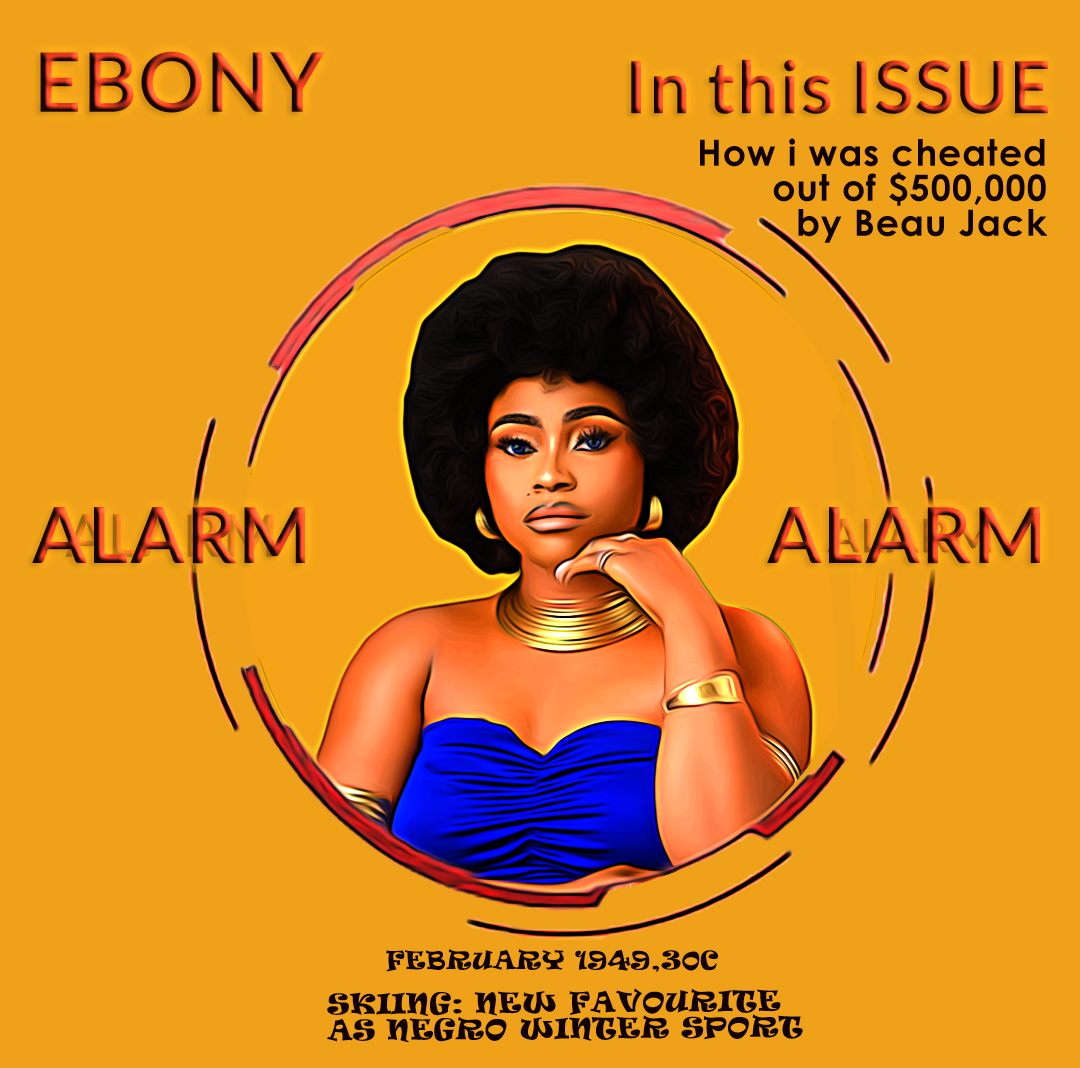 EBONY
In this ISSUE
How i was cheated
out of $500,000
by Beau Jack
ALARM
ALARM
FEBRUARY 1949.30C
SKIING: NEW FAVOURITE
AS NEGRO WINTER SPORT